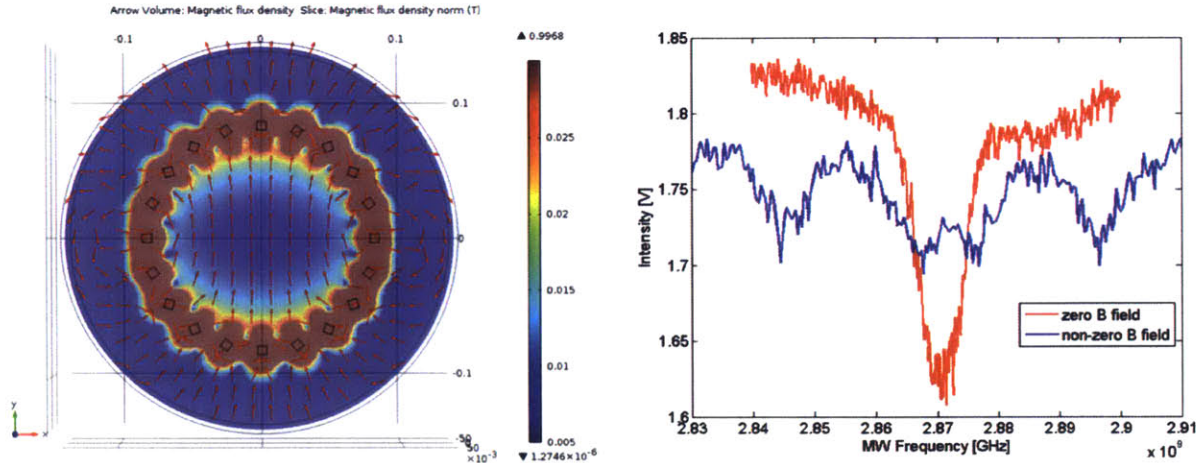 Arrow Volume: Magnetic flux density Slice: Magnetic flux density norm (T)
-0.1 0 0.1
▲ 0.9968
0.1
0
-0.1
y
x
-50
50
×10⁻³
0.025
0.02
0.015
0.01
0.005
▼ 1.2746×10⁻⁶
1.85
1.8
1.75
1.7
1.65
1.6
Intensity [V]
zero B field
non-zero B field
2.83 2.84 2.85 2.86 2.87 2.88 2.89 2.9 2.91
MW Frequency [GHz]
x 10⁹